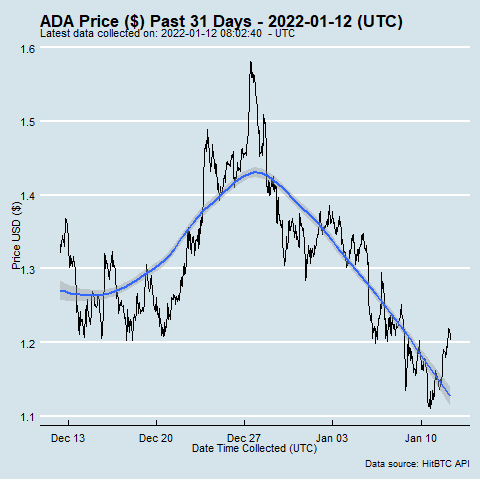 ADA Price ($) Past 31 Days - 2022-01-12 (UTC)
Latest data collected on: 2022-01-12 08:02:40 - UTC
1.6
1.5
1.4
1.3
1.2
1.1
Price USD ($)
Dec 13 Dec 20 Dec 27 Jan 03 Jan 10
Date Time Collected (UTC)
Data source: HitBTC API